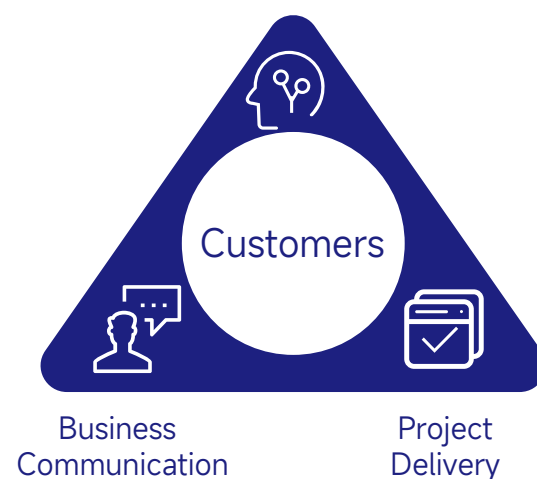 Customers
Business
Communication
Project
Delivery